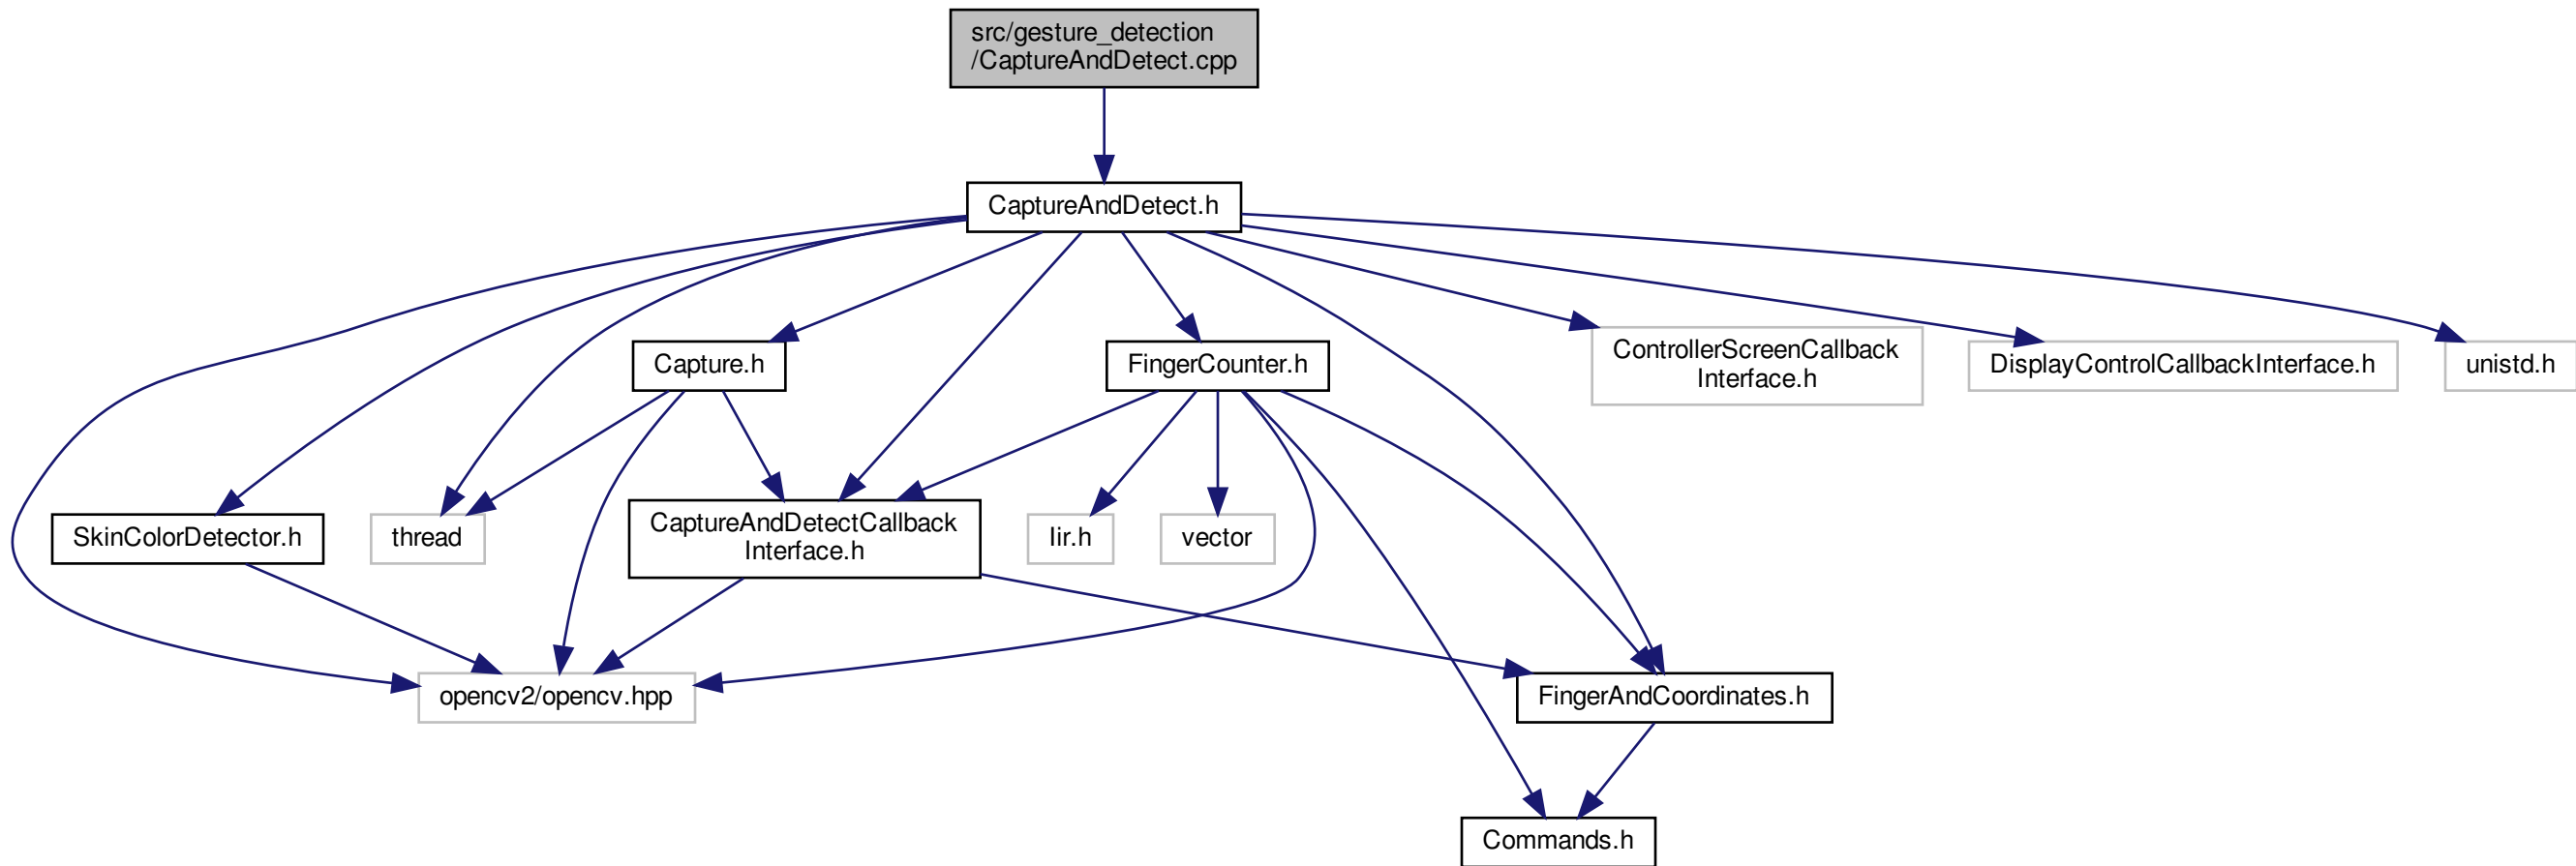 src/gesture_detection
/CaptureAndDetect.cpp
CaptureAndDetect.h
Capture.h
FingerCounter.h
ControllerScreenCallback
Interface.h
DisplayControlCallbackInterface.h
unistd.h
SkinColorDetector.h
thread
CaptureAndDetectCallback
Interface.h
Iir.h
vector
opencv2/opencv.hpp
FingerAndCoordinates.h
Commands.h